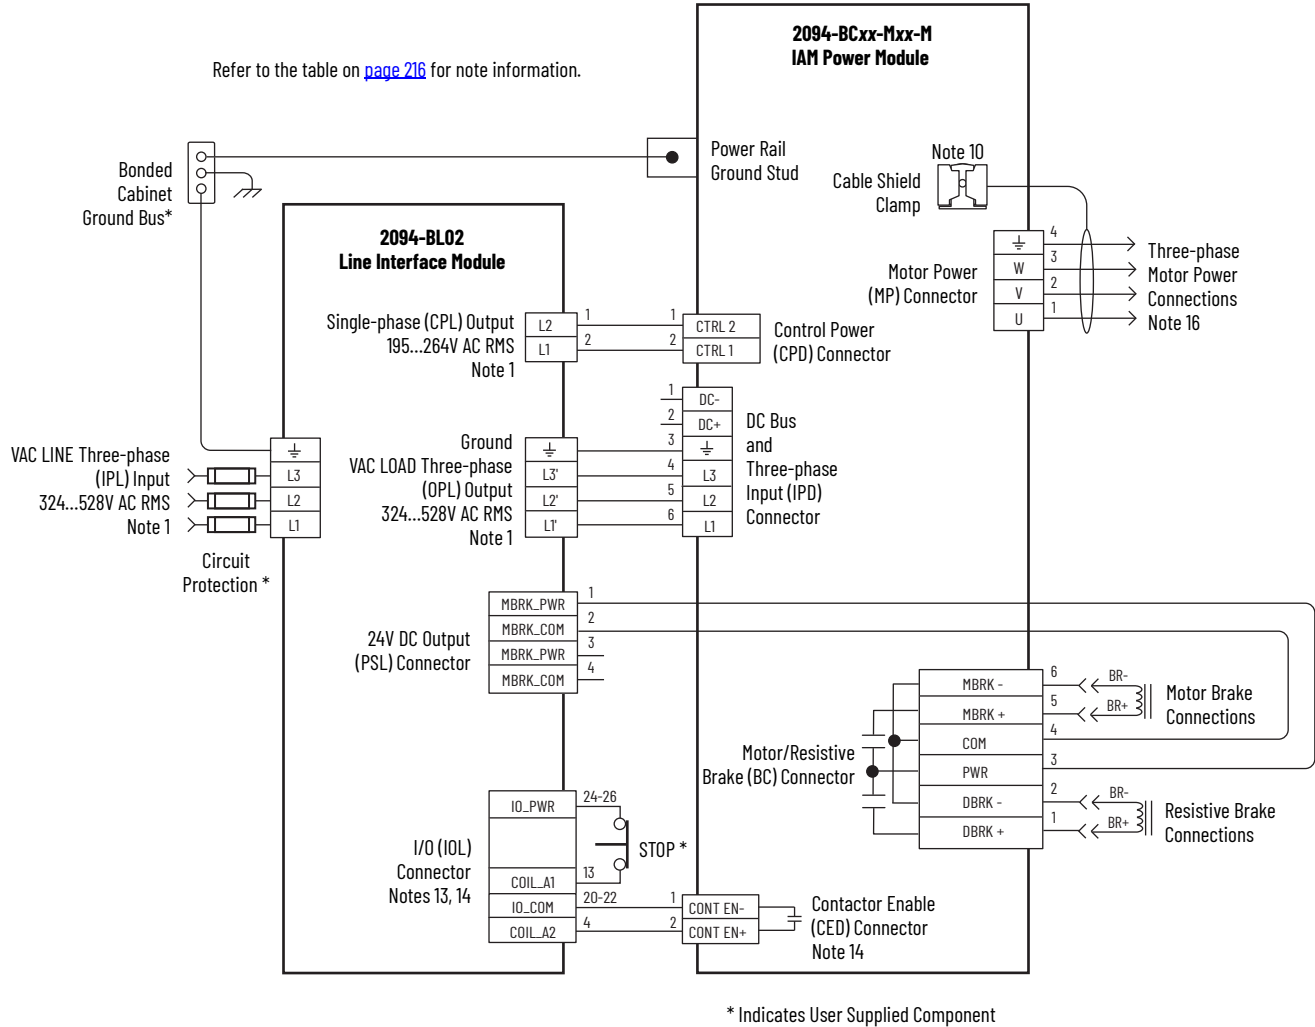 2094-BCxx-Mxx-M
IAM Power Module
Refer to the table on page 216 for note information.
Bonded
Cabinet
Ground Bus*
Power Rail
Ground Stud
Note 10
Cable Shield
Clamp
2094-BL02
Line Interface Module
Motor Power
(MP) Connector
W
V
U
4
3
2
1
Three-phase
Motor Power
Connections
Note 16
Single-phase (CPL) Output
195...264V AC RMS
Note 1
L2
L1
1
2
1
2
CTRL 2
CTRL 1
Control Power
(CPD) Connector
1
2
3
4
5
6
DC-
DC+
L3
L2
L1
DC Bus
and
Three-phase
Input (IPD)
Connector
Ground
VAC LOAD Three-phase
(OPL) Output
324...528V AC RMS
Note 1
L3'
L2'
L1'
VAC LINE Three-phase
(IPL) Input
324...528V AC RMS
Note 1
L3
L2
L1
Circuit
Protection *
24V DC Output
(PSL) Connector
MBRK_PWR
MBRK_COM
MBRK_PWR
MBRK_COM
1
2
3
4
Motor/Resistive
Brake (BC) Connector
MBRK -
MBRK +
COM
PWR
DBRK -
DBRK +
6
5
4
3
2
1
BR-
BR+
Motor Brake
Connections
BR-
BR+
Resistive Brake
Connections
I/O (IOL)
Connector
Notes 13, 14
IO_PWR
COIL_A1
IO_COM
COIL_A2
24-26
13
20-22
4
STOP *
1
2
CONT EN-
CONT EN+
Contactor Enable
(CED) Connector
Note 14
* Indicates User Supplied Component